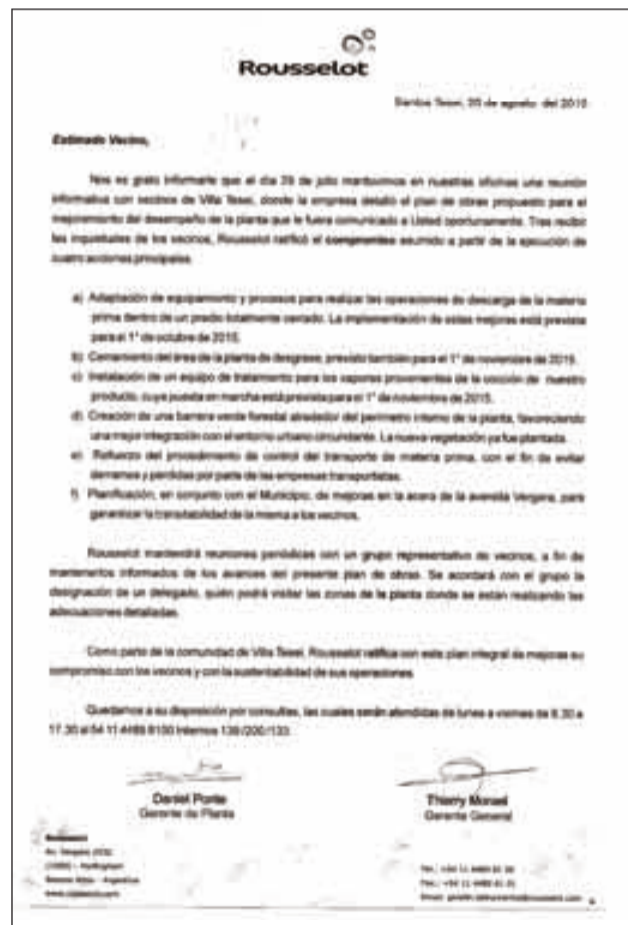 Rousselot
Santos Tesei, 20 de agosto del 2015
Estimado Vecino,
Nos es grato informarle que el día 29 de julio mantuvimos en nuestras oficinas una reunión
informativa con vecinos de Villa Tesei, donde la empresa detalló el plan de obras propuesto para el
mejoramiento del desempeño de la planta que le fuera comunicado a Usted oportunamente. Tras recibir
las inquietudes de los vecinos, Rousselot ratificó el compromiso asumido a partir de la ejecución de
cuatro acciones principales:
a) Adaptación de equipamiento y procesos para realizar las operaciones de descarga de la materia
prima dentro de un predio totalmente cerrado. La implementación de estas mejoras está prevista
para el 1° de octubre de 2015.
b) Cerramiento del área de la planta de desgrase, previsto también para el 1° de noviembre de 2015.
c) Instalación de un equipo de tratamiento para los vapores provenientes de la cocción de nuestro
producto, cuya puesta en marcha está prevista para el 1° de noviembre de 2015.
d) Creación de una barrera verde forestal alrededor del perímetro interno de la planta, favoreciendo
una mejor integración con el entorno urbano circundante. La nueva vegetación ya fue plantada.
e) Refuerzo del procedimiento de control del transporte de materia prima, con el fin de evitar
derrames y pérdidas por parte de las empresas transportistas.
f) Planificación, en conjunto con el Municipio, de mejoras en la acera de la avenida Vergara, para
garantizar la transitabilidad de la misma a los vecinos.
Rousselot mantendrá reuniones periódicas con un grupo representativo de vecinos, a fin de
mantenerlos informados de los avances del presente plan de obras. Se acordará con el grupo la
designación de un delegado, quién podrá visitar las zonas de la planta donde se están realizando las
adecuaciones detalladas.
Como parte de la comunidad de Villa Tesei, Rousselot ratifica con este plan integral de mejoras su
compromiso con los vecinos y con la sustentabilidad de sus operaciones.
Quedamos a su disposición por consultas, las cuales serán atendidas de lunes a viernes de 8.30 a
17.30 al 54 11 4489 8100 Internos
Daniel Ponte
Gerente de Planta
Thierry
Gerente General
Rousselot
Av. Vergara
Hurlingham
Buenos Aires - Argentina
www.rousselot.com